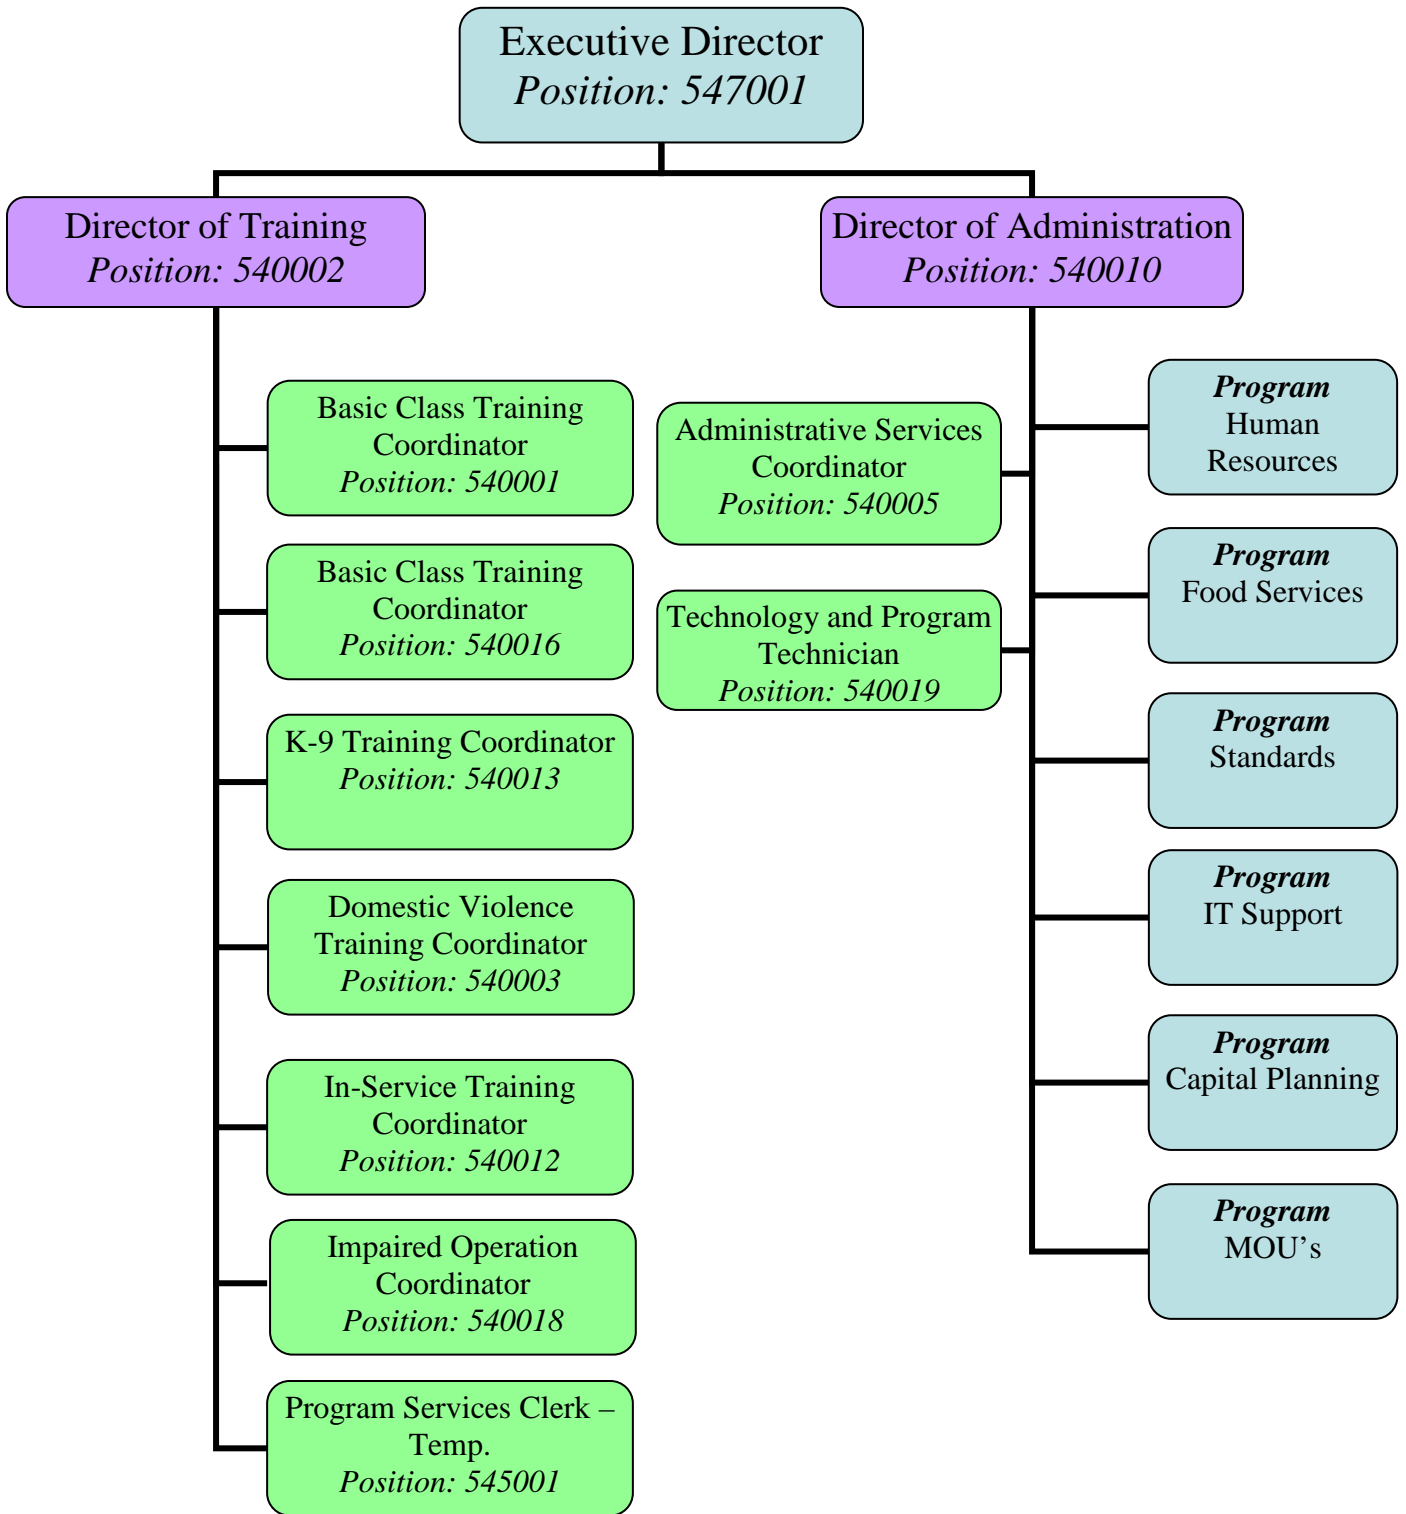 Executive Director
Position: 547001
Director of Training
Position: 540002
Director of Administration
Position: 540010
Basic Class Training
Coordinator
Position: 540001
Basic Class Training
Coordinator
Position: 540016
K-9 Training Coordinator
Position: 540013
Domestic Violence
Training Coordinator
Position: 540003
In-Service Training
Coordinator
Position: 540012
Impaired Operation
Coordinator
Position: 540018
Program Services Clerk –
Temp.
Position: 545001
Administrative Services
Coordinator
Position: 540005
Technology and Program
Technician
Position: 540019
Program
Human
Resources
Program
Food Services
Program
Standards
Program
IT Support
Program
Capital Planning
Program
MOU’s